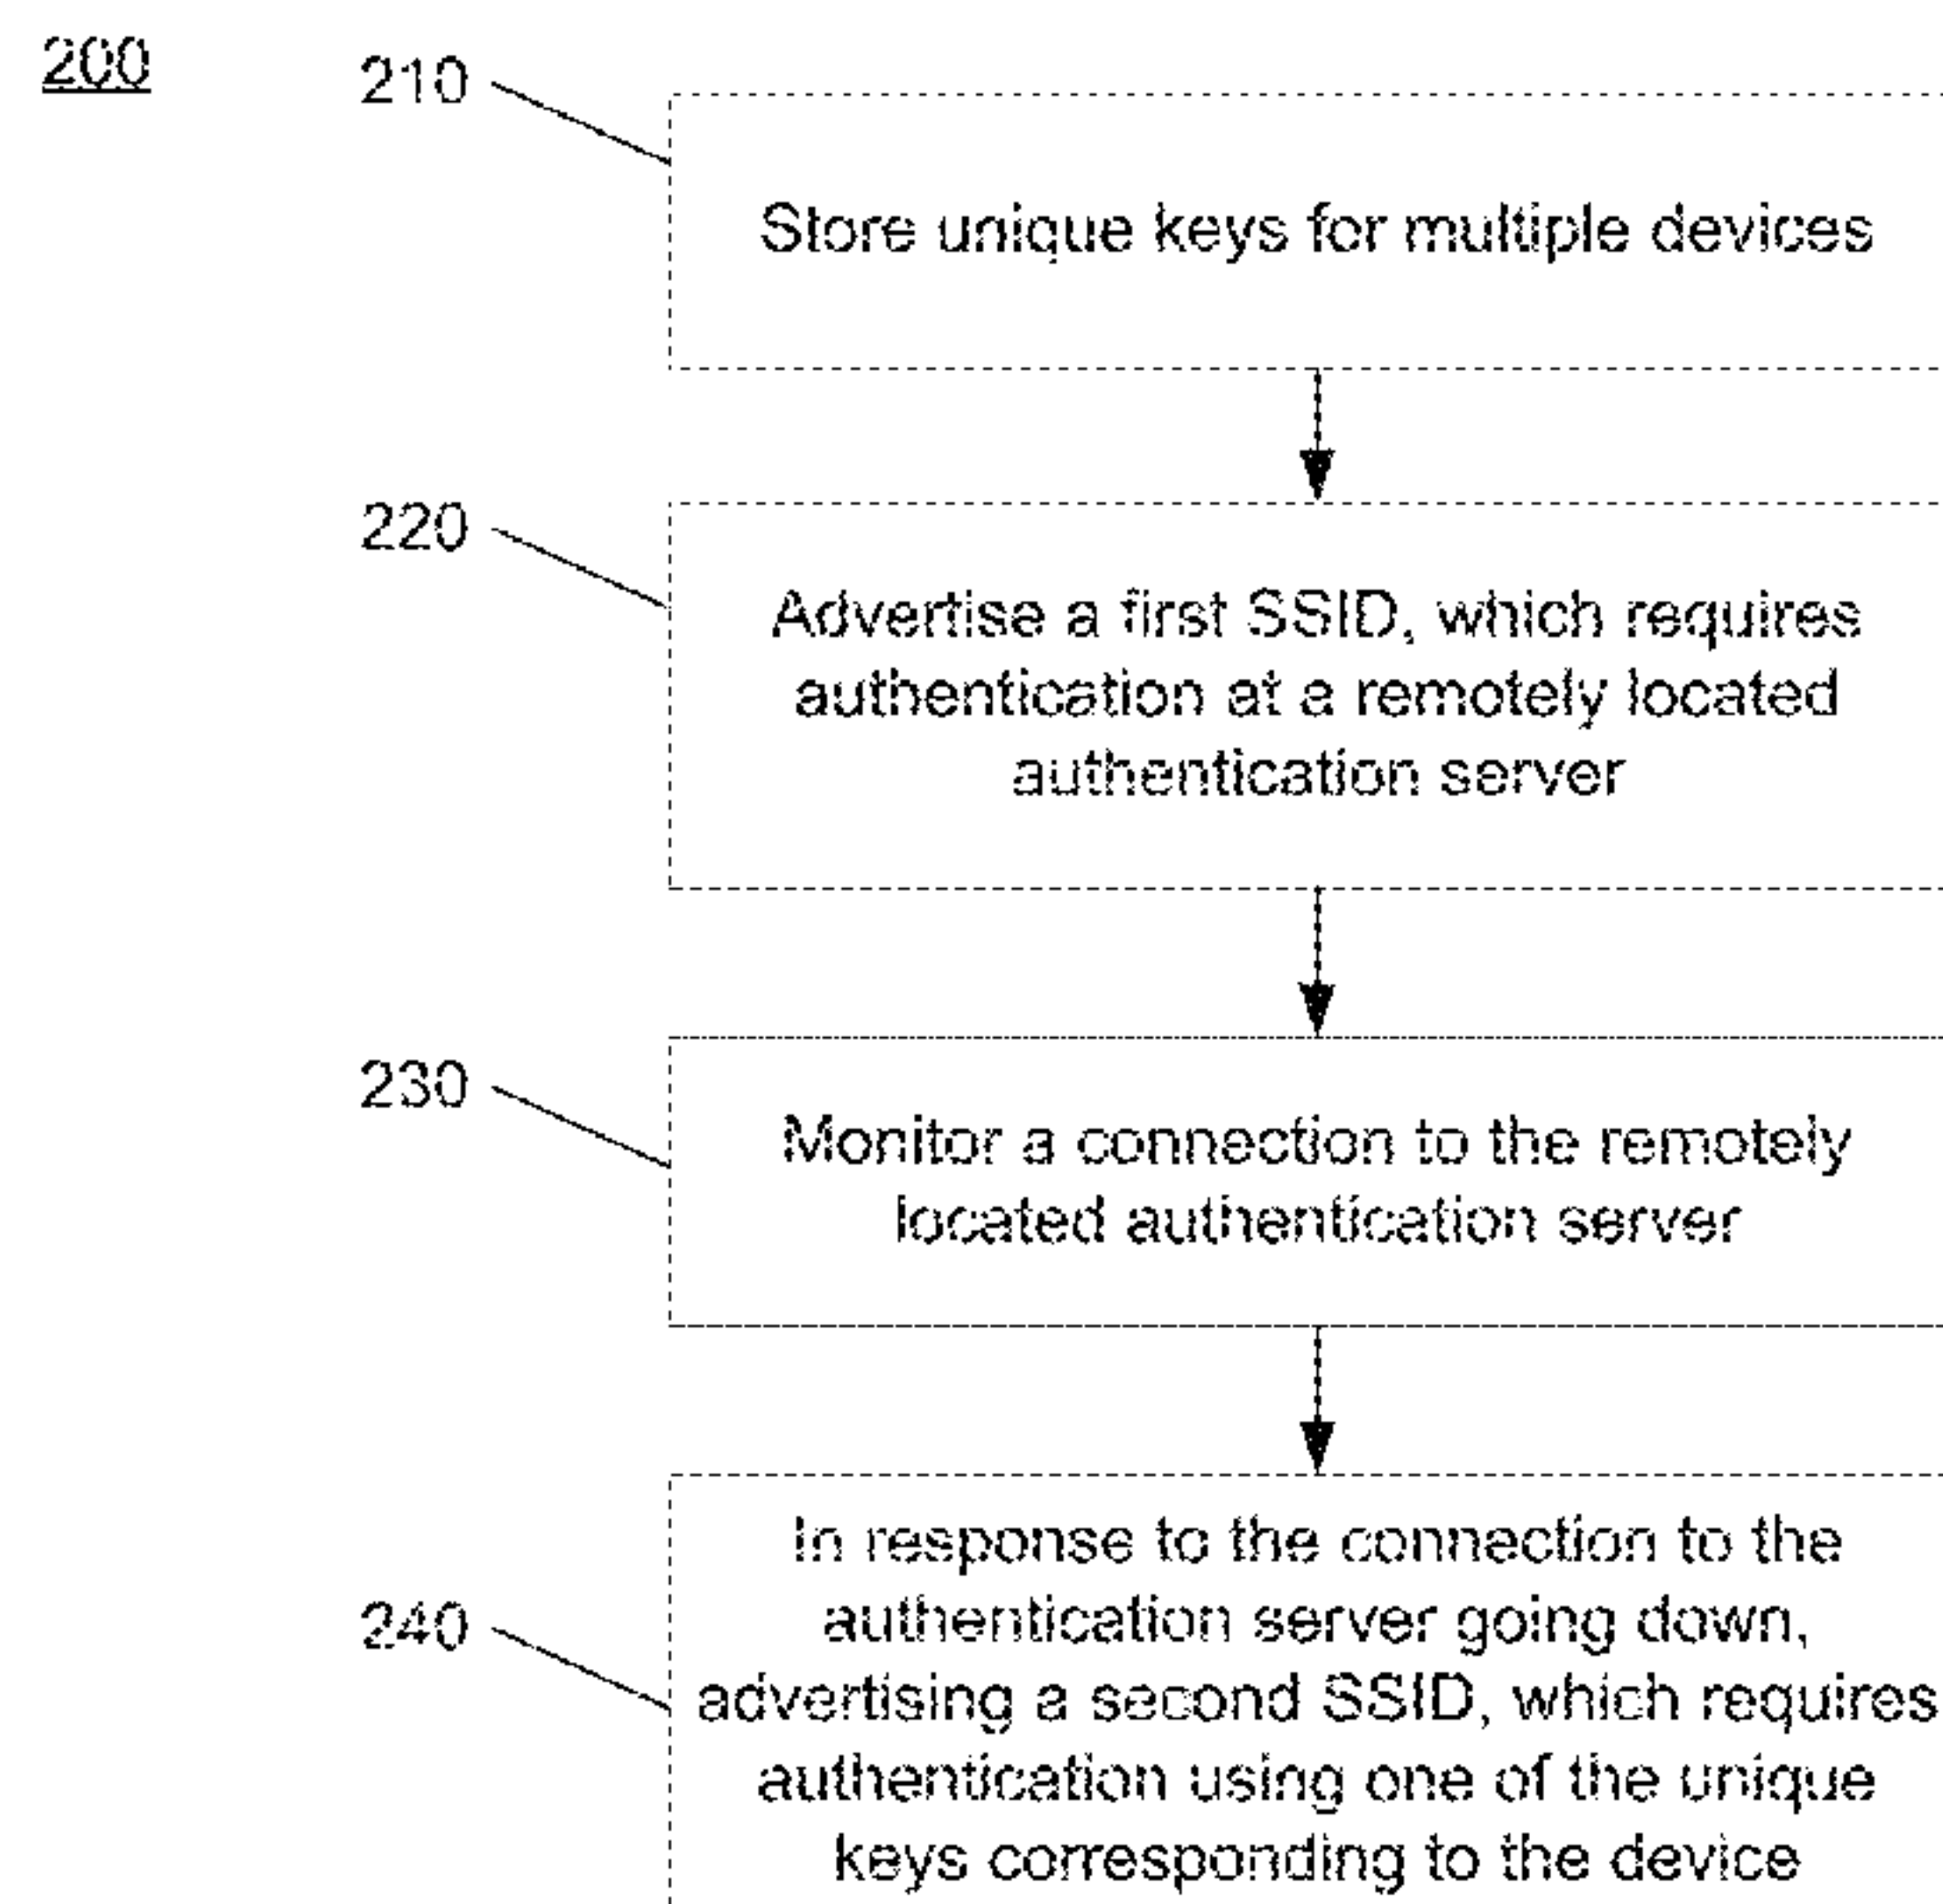 200
210
Store unique keys for multiple devices
220
Advertise a first SSID, which requires
authentication at a remotely located
authentication server
230
Monitor a connection to the remotely
located authentication server
240
In response to the connection to the
authentication server going down,
advertising a second SSID, which requires
authentication using one of the unique
keys corresponding to the device